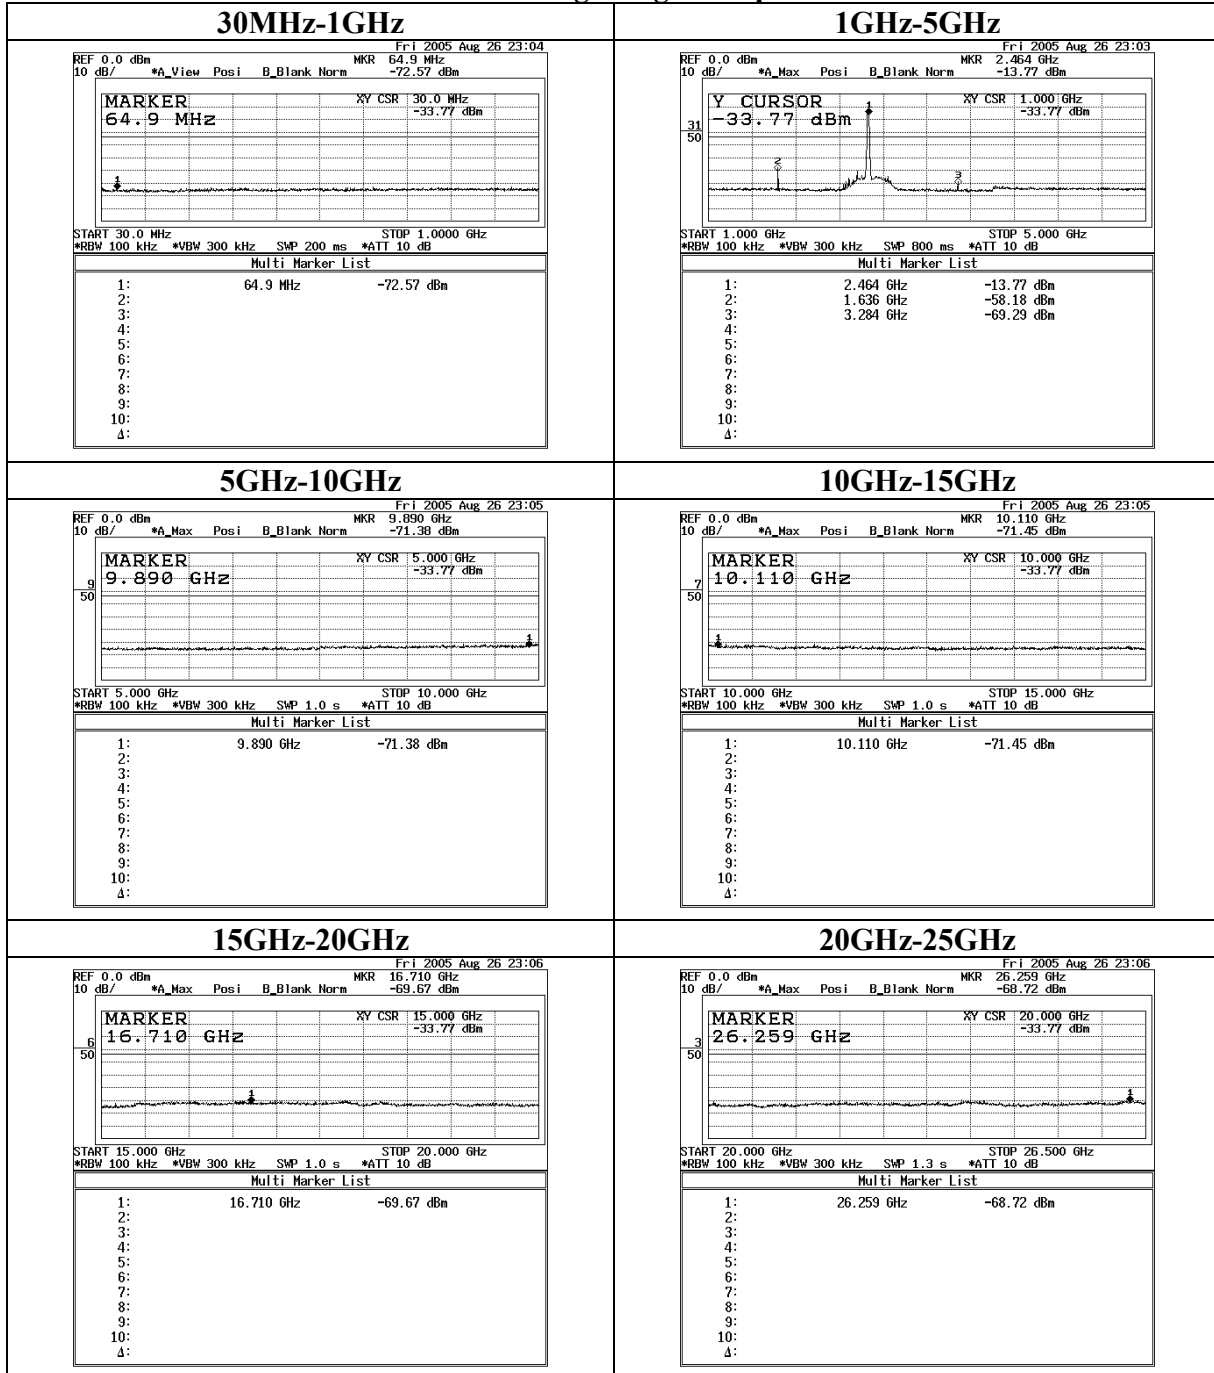 30MHz-1GHz
Fri 2005 Aug 26 23:04
REF 0.0 dBm MKR 64.9 MHz
10 dB/ *A_View Posi B_Blank Norm -72.57 dBm
MARKER XY CSR 30.0 MHz
64.9 MHz -33.77 dBm
1
START 30.0 MHz STOP 1.0000 GHz
*RBW 100 kHz *VBW 300 kHz SWP 200 ms *ATT 10 dB
Multi Marker List
1: 64.9 MHz -72.57 dBm
2:
3:
4:
5:
6:
7:
8:
9:
10:
Δ:
1GHz-5GHz
Fri 2005 Aug 26 23:03
REF 0.0 dBm MKR 2.464 GHz
10 dB/ *A_Max Posi B_Blank Norm -13.77 dBm
Y CURSOR XY CSR 1.000 GHz
-33.77 dBm -33.77 dBm
31
50
1
2
3
START 1.000 GHz STOP 5.000 GHz
*RBW 100 kHz *VBW 300 kHz SWP 800 ms *ATT 10 dB
Multi Marker List
1: 2.464 GHz -13.77 dBm
2: 1.636 GHz -58.18 dBm
3: 3.284 GHz -69.29 dBm
4:
5:
6:
7:
8:
9:
10:
Δ:
5GHz-10GHz
Fri 2005 Aug 26 23:05
REF 0.0 dBm MKR 9.890 GHz
10 dB/ *A_Max Posi B_Blank Norm -71.38 dBm
MARKER XY CSR 5.000 GHz
9.890 GHz -33.77 dBm
9
50
1
START 5.000 GHz STOP 10.000 GHz
*RBW 100 kHz *VBW 300 kHz SWP 1.0 s *ATT 10 dB
Multi Marker List
1: 9.890 GHz -71.38 dBm
2:
3:
4:
5:
6:
7:
8:
9:
10:
Δ:
10GHz-15GHz
Fri 2005 Aug 26 23:05
REF 0.0 dBm MKR 10.110 GHz
10 dB/ *A_Max Posi B_Blank Norm -71.45 dBm
MARKER XY CSR 10.000 GHz
10.110 GHz -33.77 dBm
7
50
1
START 10.000 GHz STOP 15.000 GHz
*RBW 100 kHz *VBW 300 kHz SWP 1.0 s *ATT 10 dB
Multi Marker List
1: 10.110 GHz -71.45 dBm
2:
3:
4:
5:
6:
7:
8:
9:
10:
Δ:
15GHz-20GHz
Fri 2005 Aug 26 23:06
REF 0.0 dBm MKR 16.710 GHz
10 dB/ *A_Max Posi B_Blank Norm -69.67 dBm
MARKER XY CSR 15.000 GHz
16.710 GHz -33.77 dBm
6
50
1
START 15.000 GHz STOP 20.000 GHz
*RBW 100 kHz *VBW 300 kHz SWP 1.0 s *ATT 10 dB
Multi Marker List
1: 16.710 GHz -69.67 dBm
2:
3:
4:
5:
6:
7:
8:
9:
10:
Δ:
20GHz-25GHz
Fri 2005 Aug 26 23:06
REF 0.0 dBm MKR 26.259 GHz
10 dB/ *A_Max Posi B_Blank Norm -68.72 dBm
MARKER XY CSR 20.000 GHz
26.259 GHz -33.77 dBm
3
50
1
START 20.000 GHz STOP 26.500 GHz
*RBW 100 kHz *VBW 300 kHz SWP 1.3 s *ATT 10 dB
Multi Marker List
1: 26.259 GHz -68.72 dBm
2:
3:
4:
5:
6:
7:
8:
9:
10:
Δ: